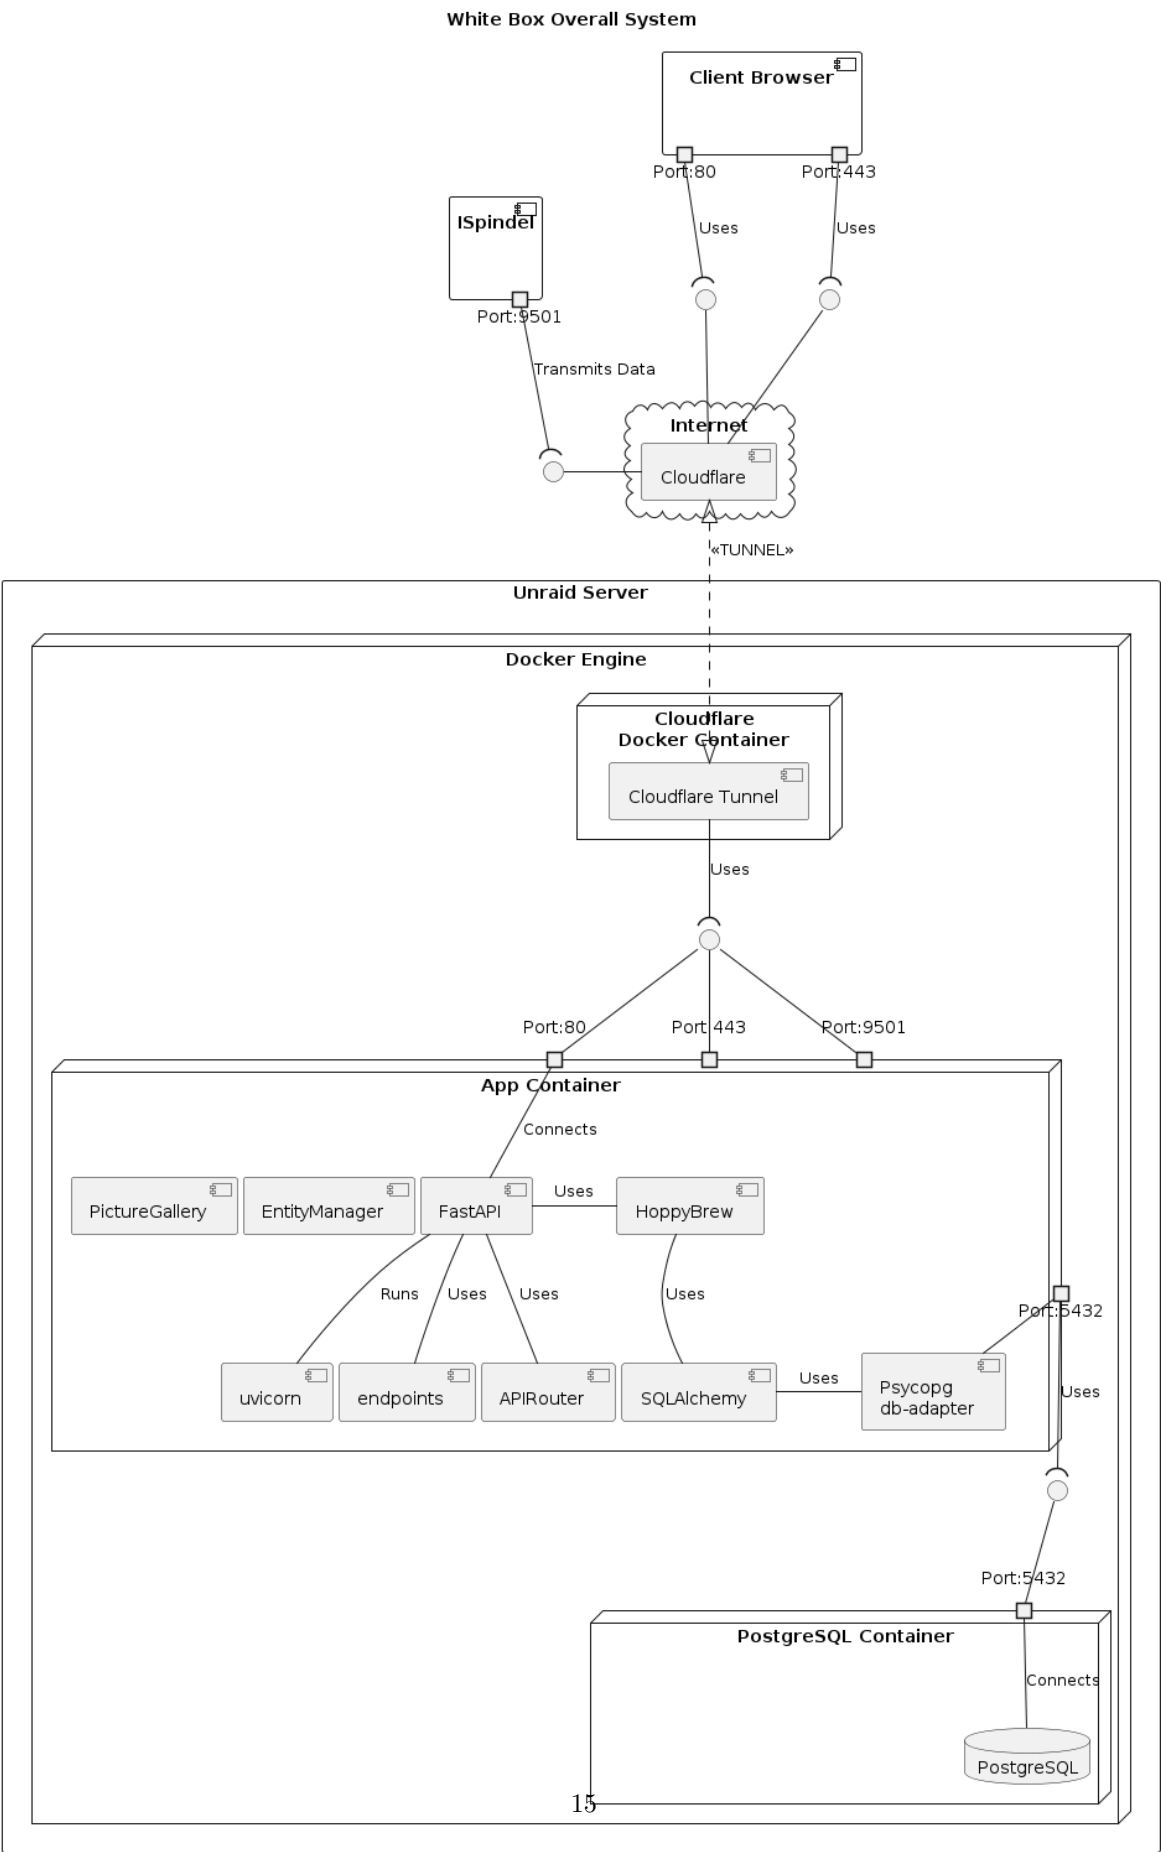 White Box Overall System
Client Browser
Port:80
Port:443
ISpindel
Uses
Uses
Port:9501
Transmits Data
Internet
Cloudflare
«TUNNEL»
Unraid Server
Docker Engine
Cloudflare
Docker Container
Cloudflare Tunnel
Uses
Port:80
Port 443
Port:9501
App Container
Connects
PictureGallery
EntityManager
FastAPI
Uses
HoppyBrew
Runs
Uses
Uses
Uses
Port:5432
uvicorn
endpoints
APIRouter
SQLAlchemy
Uses
Psycopg
db-adapter
Uses
Port:5432
PostgreSQL Container
Connects
PostgreSQL
15